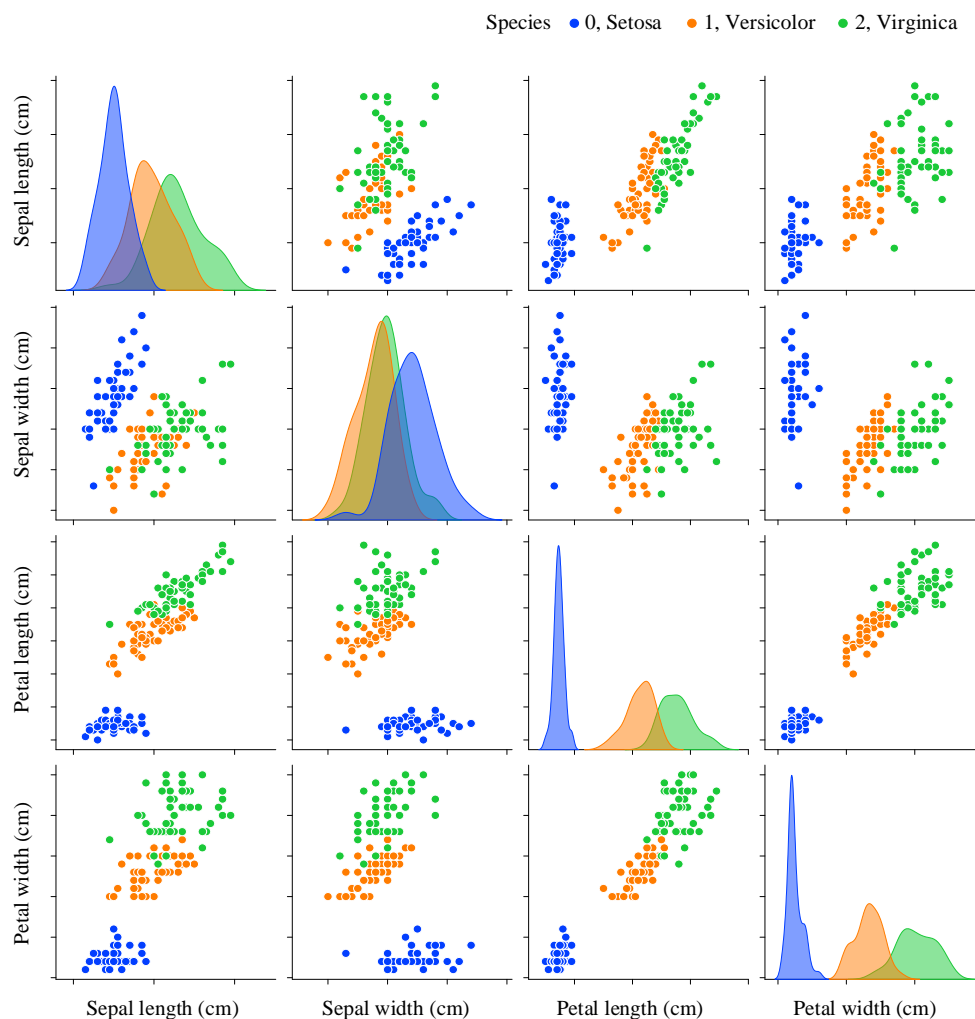 Species 0, Setosa 1, Versicolor 2, Virginica
Sepal length (cm)
Sepal width (cm)
Petal length (cm)
Petal width (cm)
Sepal length (cm) Sepal width (cm) Petal length (cm) Petal width (cm)